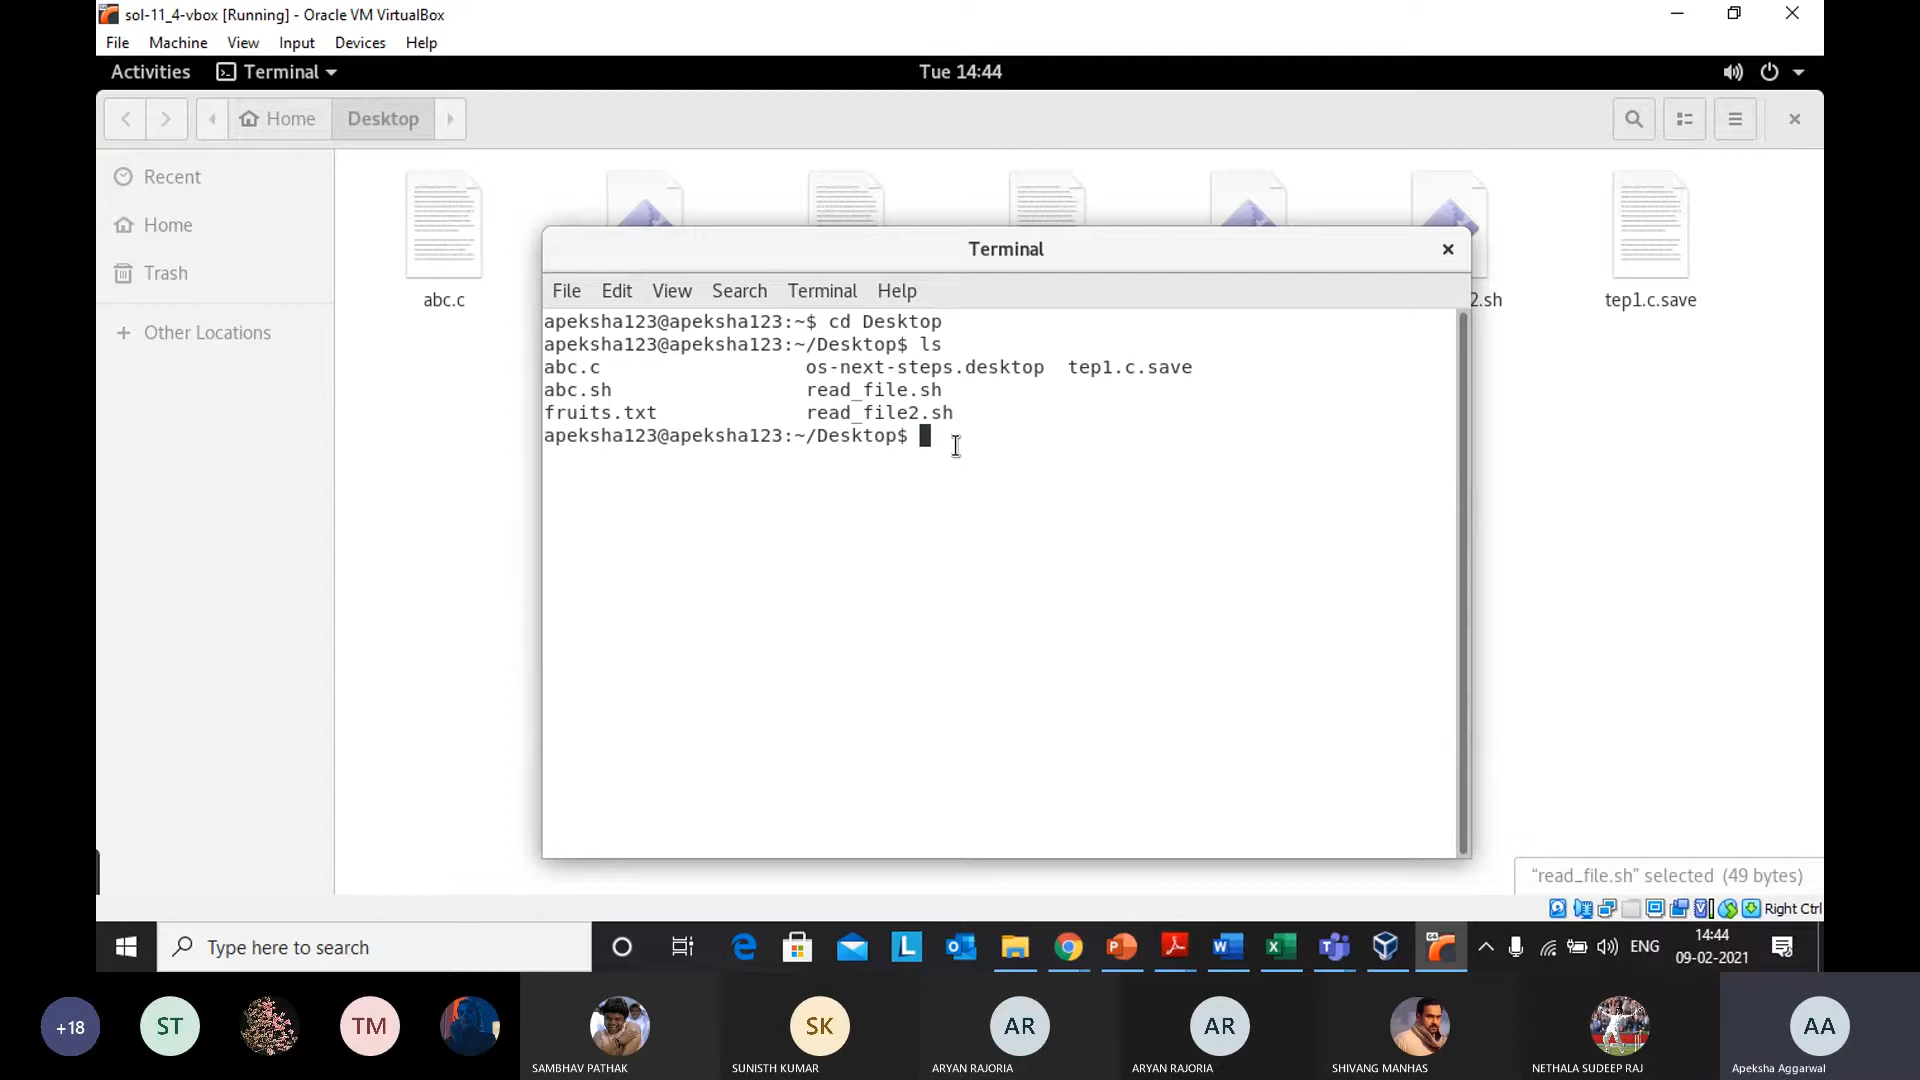 sol-11_4-vbox [Running] - Oracle VM VirtualBox
File Machine View Input Devices Help
Activities Terminal Tue 14:44
Home Desktop
Recent
Home
Trash
Other Locations
abc.c
2.sh
tep1.c.save
Terminal
File Edit View Search Terminal Help
apeksha123@apeksha123:~$ cd Desktop
apeksha123@apeksha123:~/Desktop$ ls
abc.c os-next-steps.desktop tep1.c.save
abc.sh read_file.sh
fruits.txt read_file2.sh
apeksha123@apeksha123:~/Desktop$
“read_file.sh” selected (49 bytes)
Right Ctrl
Type here to search
L
ENG
14:44
09-02-2021
+18 ST TM SK AR AR AA
SAMBHAV PATHAK SUNISTH KUMAR ARYAN RAJORIA ARYAN RAJORIA SHIVANG MANHAS NETHALA SUDEEP RAJ Apeksha Aggarwal